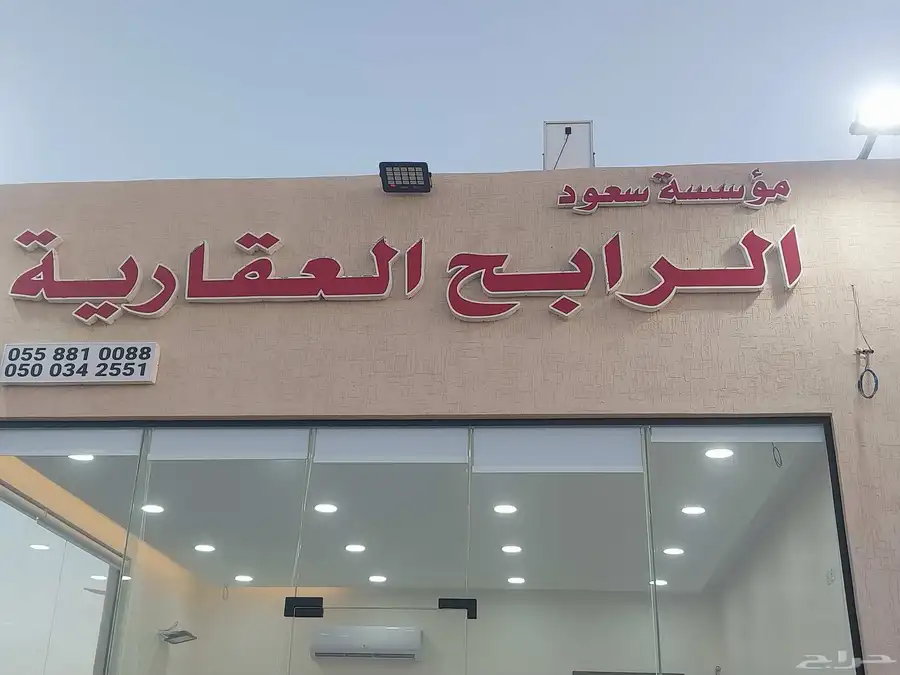 مؤسسة سعود
الرابح العقارية
055 881 0088
050 034 2551
حراج